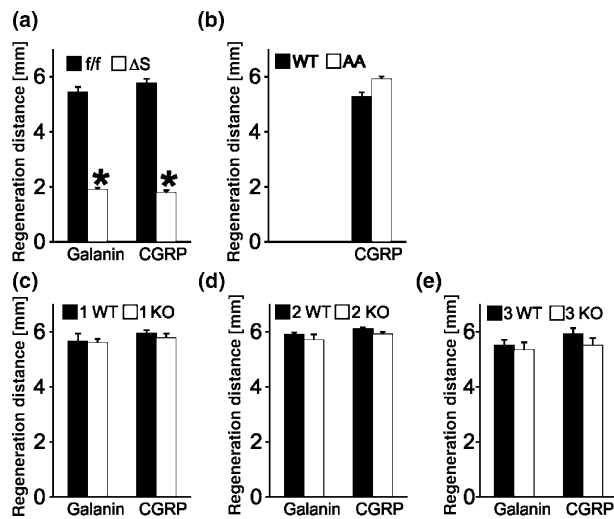 (a)
f/f ΔS
Regeneration distance [mm]
6
4
2
0
* *
Galanin CGRP
(b)
WT AA
Regeneration distance [mm]
6
4
2
0
CGRP
(c)
1 WT 1 KO
Regeneration distance [mm]
6
4
2
0
Galanin CGRP
(d)
2 WT 2 KO
Regeneration distance [mm]
6
4
2
0
Galanin CGRP
(e)
3 WT 3 KO
Regeneration distance [mm]
6
4
2
0
Galanin CGRP